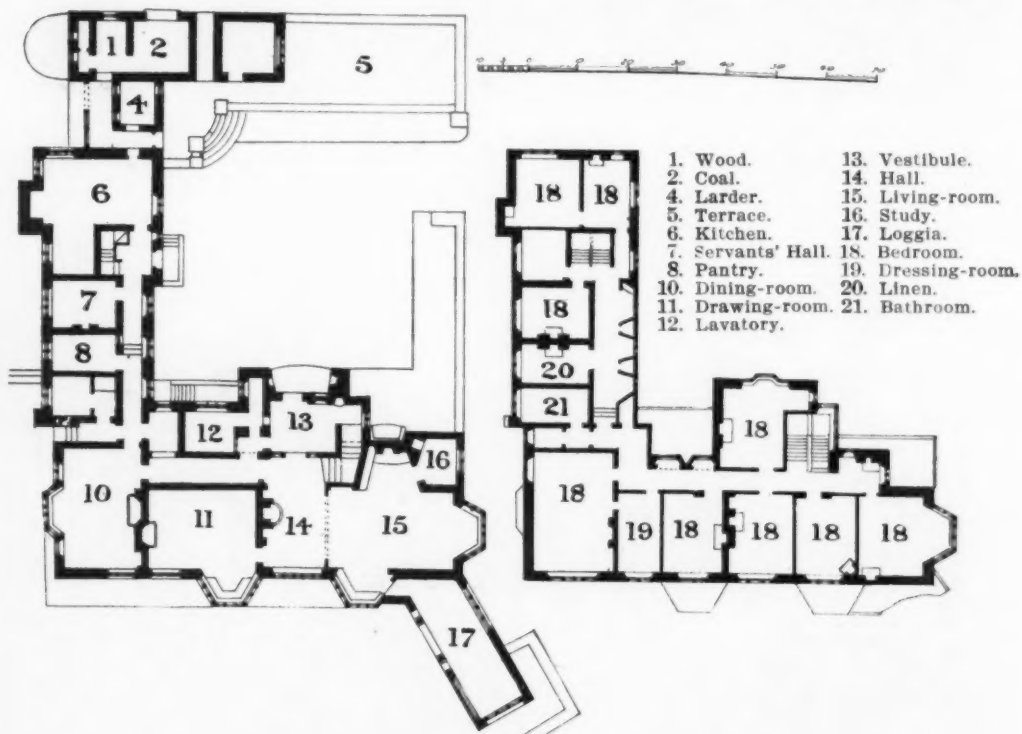 1
2
4
5
6
7
8
10
11
12
13
14
15
16
17
1. Wood.
2. Coal.
4. Larder.
5. Terrace.
6. Kitchen.
7. Servants' Hall.
8. Pantry.
10. Dining-room.
11. Drawing-room.
12. Lavatory.
13. Vestibule.
14. Hall.
15. Living-room.
16. Study.
17. Loggia.
18. Bedroom.
19. Dressing-room.
20. Linen.
21. Bathroom.
18
18
18
20
21
18
18
19
18
18
18
18